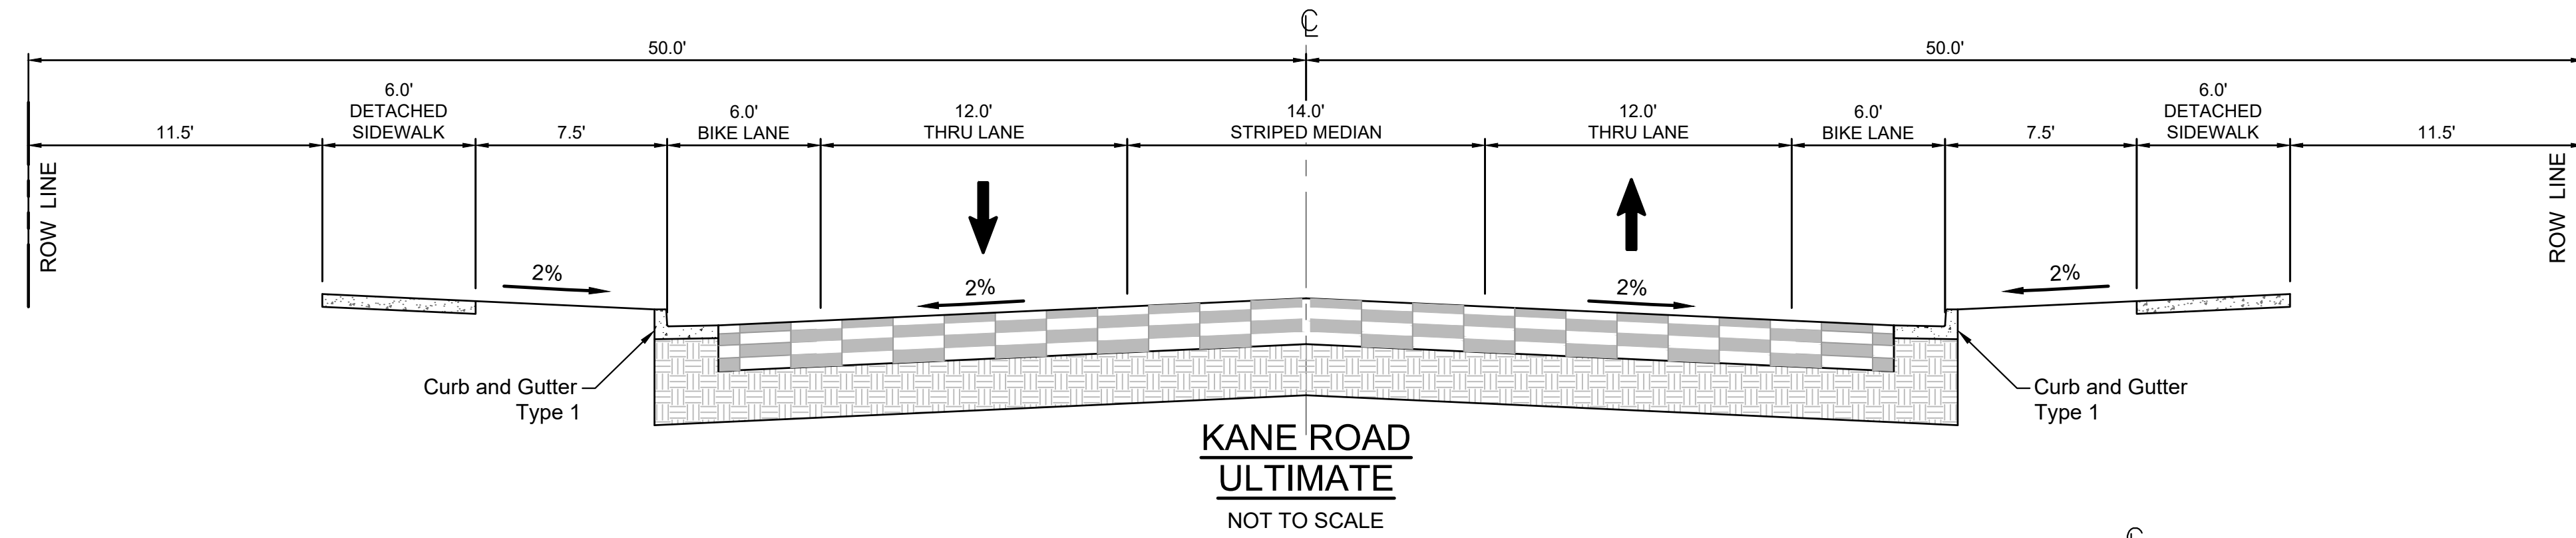 ℄
50.0'
50.0'
6.0'
DETACHED
SIDEWALK
6.0'
BIKE LANE
12.0'
THRU LANE
14.0'
STRIPED MEDIAN
12.0'
THRU LANE
6.0'
BIKE LANE
6.0'
DETACHED
SIDEWALK
11.5'
7.5'
7.5'
11.5'
ROW LINE
ROW LINE
2%
2%
2%
2%
Curb and Gutter
Type 1
Curb and Gutter
Type 1
KANE ROAD
ULTIMATE
NOT TO SCALE
℄